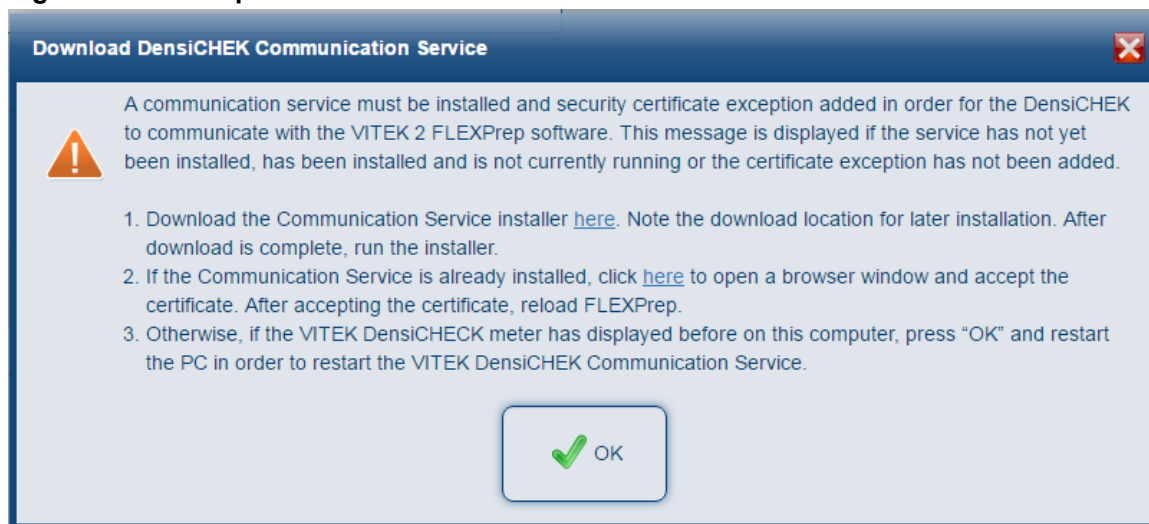 Download DensiCHEK Communication Service
A communication service must be installed and security certificate exception added in order for the DensiCHEK
to communicate with the VITEK 2 FLEXPrep software. This message is displayed if the service has not yet
been installed, has been installed and is not currently running or the certificate exception has not been added.
1. Download the Communication Service installer here. Note the download location for later installation. After
download is complete, run the installer.
2. If the Communication Service is already installed, click here to open a browser window and accept the
certificate. After accepting the certificate, reload FLEXPrep.
3. Otherwise, if the VITEK DensiCHECK meter has displayed before on this computer, press “OK” and restart
the PC in order to restart the VITEK DensiCHEK Communication Service.
OK